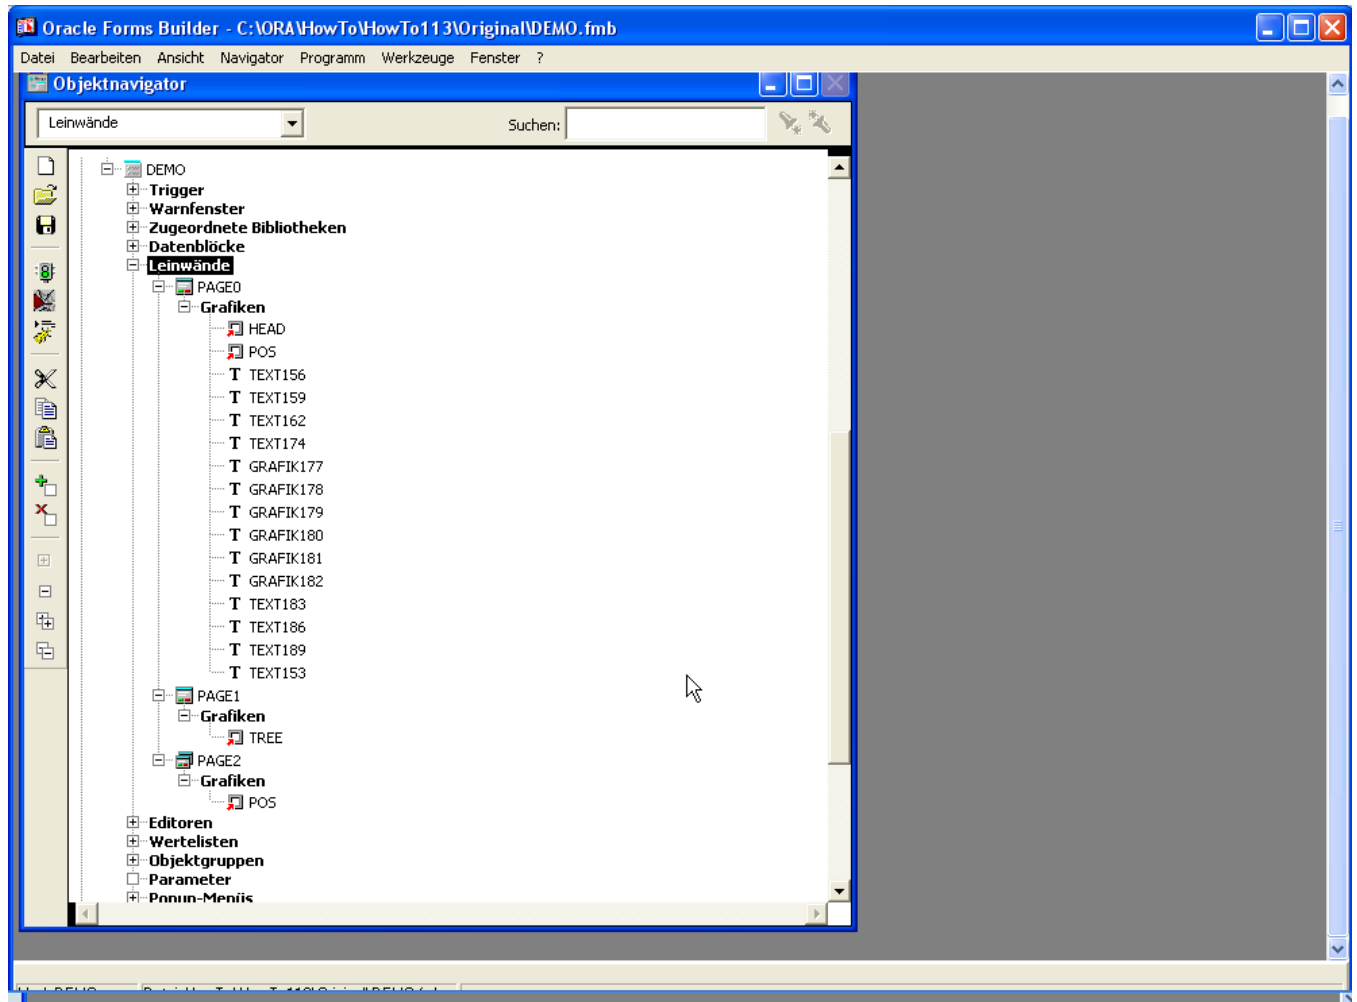 Oracle Forms Builder - C:\ORA\HowTo\HowTo113\Original\DEMO.fmb
Datei Bearbeiten Ansicht Navigator Programm Werkzeuge Fenster ?
Objektnavigator
Leinwände Suchen:
DEMO
Trigger
Warnfenster
Zugeordnete Bibliotheken
Datenblöcke
Leinwände
PAGE0
Grafiken
HEAD
POS
T TEXT156
T TEXT159
T TEXT162
T TEXT174
T GRAFIK177
T GRAFIK178
T GRAFIK179
T GRAFIK180
T GRAFIK181
T GRAFIK182
T TEXT183
T TEXT186
T TEXT189
T TEXT153
PAGE1
Grafiken
TREE
PAGE2
Grafiken
POS
Editoren
Wertelisten
Objektgruppen
Parameter
Popup-Menüs